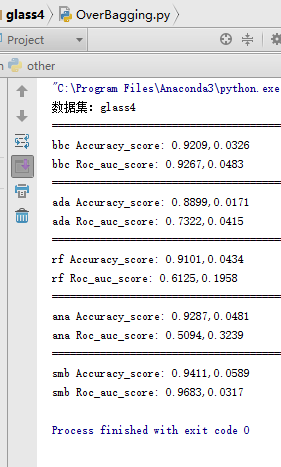 glass4 OverBagging.py
Project
other
"C:\Program Files\Anaconda3\python.exe
数据集: glass4
bbc Accuracy_score: 0.9209,0.0326
bbc Roc_auc_score: 0.9267,0.0483
ada Accuracy_score: 0.8899,0.0171
ada Roc_auc_score: 0.7322,0.0415
rf Accuracy_score: 0.9101,0.0434
rf Roc_auc_score: 0.6125,0.1958
ana Accuracy_score: 0.9287,0.0481
ana Roc_auc_score: 0.5094,0.3239
smb Accuracy_score: 0.9411,0.0589
smb Roc_auc_score: 0.9683,0.0317
Process finished with exit code 0